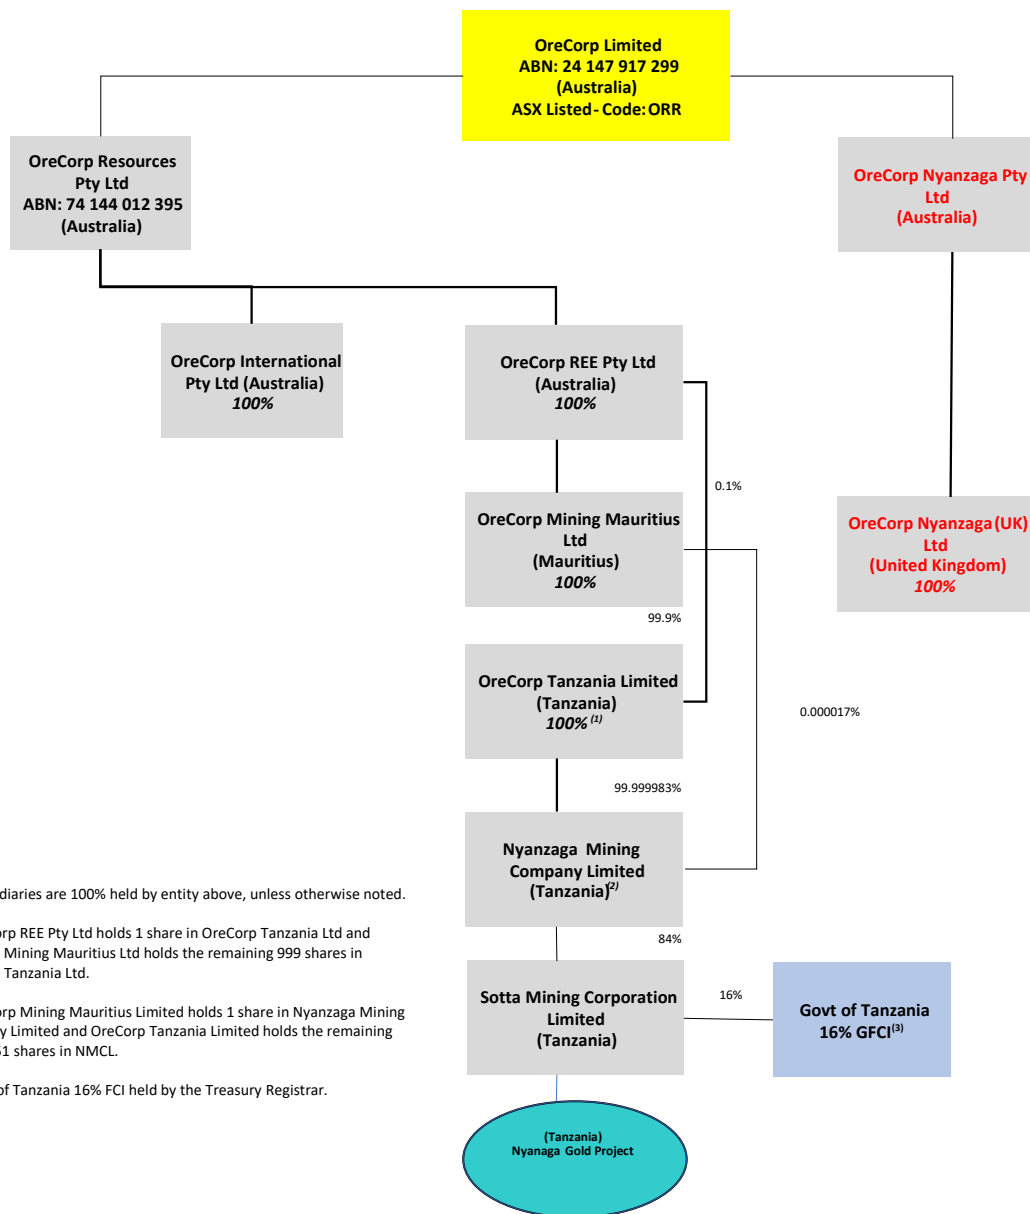 OreCorp Limited
ABN: 24 147 917 299
(Australia)
ASX Listed - Code: ORR
OreCorp Resources
Pty Ltd
ABN: 74 144 012 395
(Australia)
OreCorp Nyanzaga Pty
Ltd
(Australia)
OreCorp International
Pty Ltd (Australia)
100%
OreCorp REE Pty Ltd
(Australia)
100%
0.1%
OreCorp Mining Mauritius
Ltd
(Mauritius)
100%
OreCorp Nyanzaga (UK)
Ltd
(United Kingdom)
100%
99.9%
OreCorp Tanzania Limited
(Tanzania)
100% (1)
0.000017%
99.999983%
Nyanzaga Mining
Company Limited
(Tanzania)(2)
84%
Sotta Mining Corporation
Limited
(Tanzania)
16%
Govt of Tanzania
16% GFCI(3)
diaries are 100% held by entity above, unless otherwise noted.
orp REE Pty Ltd holds 1 share in OreCorp Tanzania Ltd and
Mining Mauritius Ltd holds the remaining 999 shares in
Tanzania Ltd.
orp Mining Mauritius Limited holds 1 share in Nyanzaga Mining
y Limited and OreCorp Tanzania Limited holds the remaining
51 shares in NMCL.
of Tanzania 16% FCI held by the Treasury Registrar.
(Tanzania)
Nyanaga Gold Project